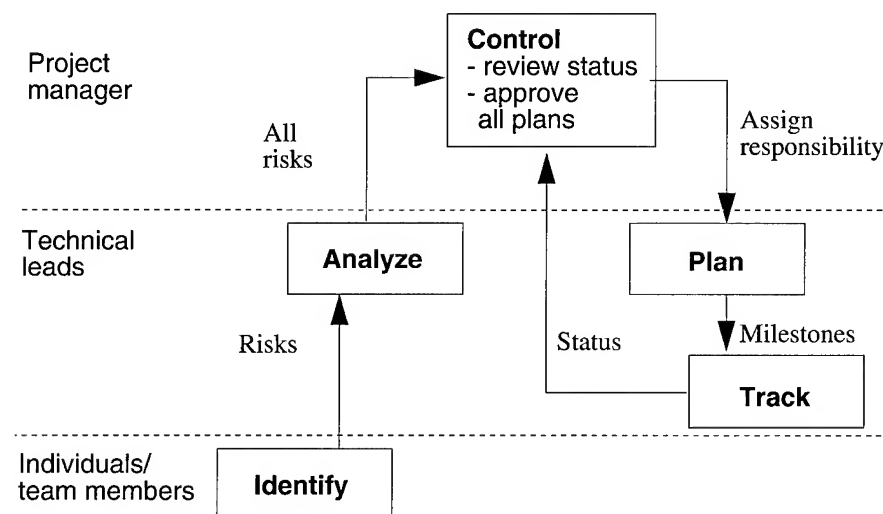 Project
manager
Control
- review status
- approve
all plans
All
risks
Assign
responsibility
Technical
leads
Analyze
Plan
Risks
Status
Milestones
Track
Individuals/
team members
Identify